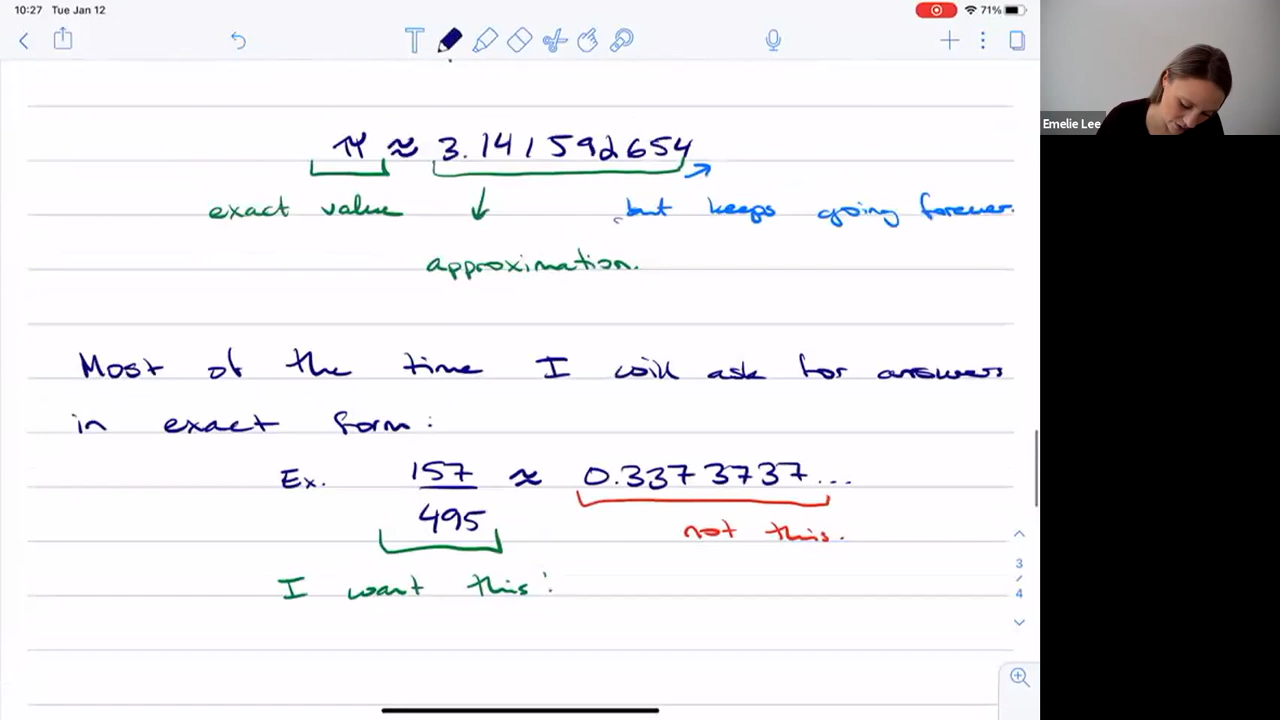 10:27 Tue Jan 12
71%
T
Emelie Lee
π ≈ 3.141592654
exact value
but keeps going forever.
approximation.
Most of the time I will ask for answers
in exact form:
Ex. 157/495 ≈ 0.3373737...
not this.
I want this!
3/4